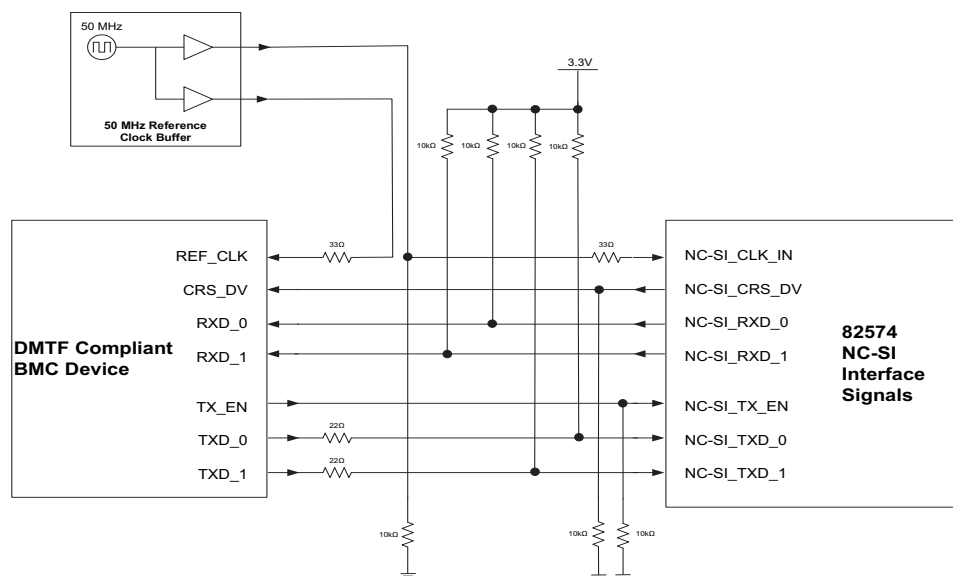 50 MHz
50 MHz Reference
Clock Buffer
3.3V
10kΩ
10kΩ
10kΩ
10kΩ
DMTF Compliant
BMC Device
REF_CLK
CRS_DV
RXD_0
RXD_1
TX_EN
TXD_0
TXD_1
33Ω
33Ω
22Ω
22Ω
NC-SI_CLK_IN
NC-SI_CRS_DV
NC-SI_RXD_0
NC-SI_RXD_1
NC-SI_TX_EN
NC-SI_TXD_0
NC-SI_TXD_1
82574
NC-SI
Interface
Signals
10kΩ
10kΩ
10kΩ